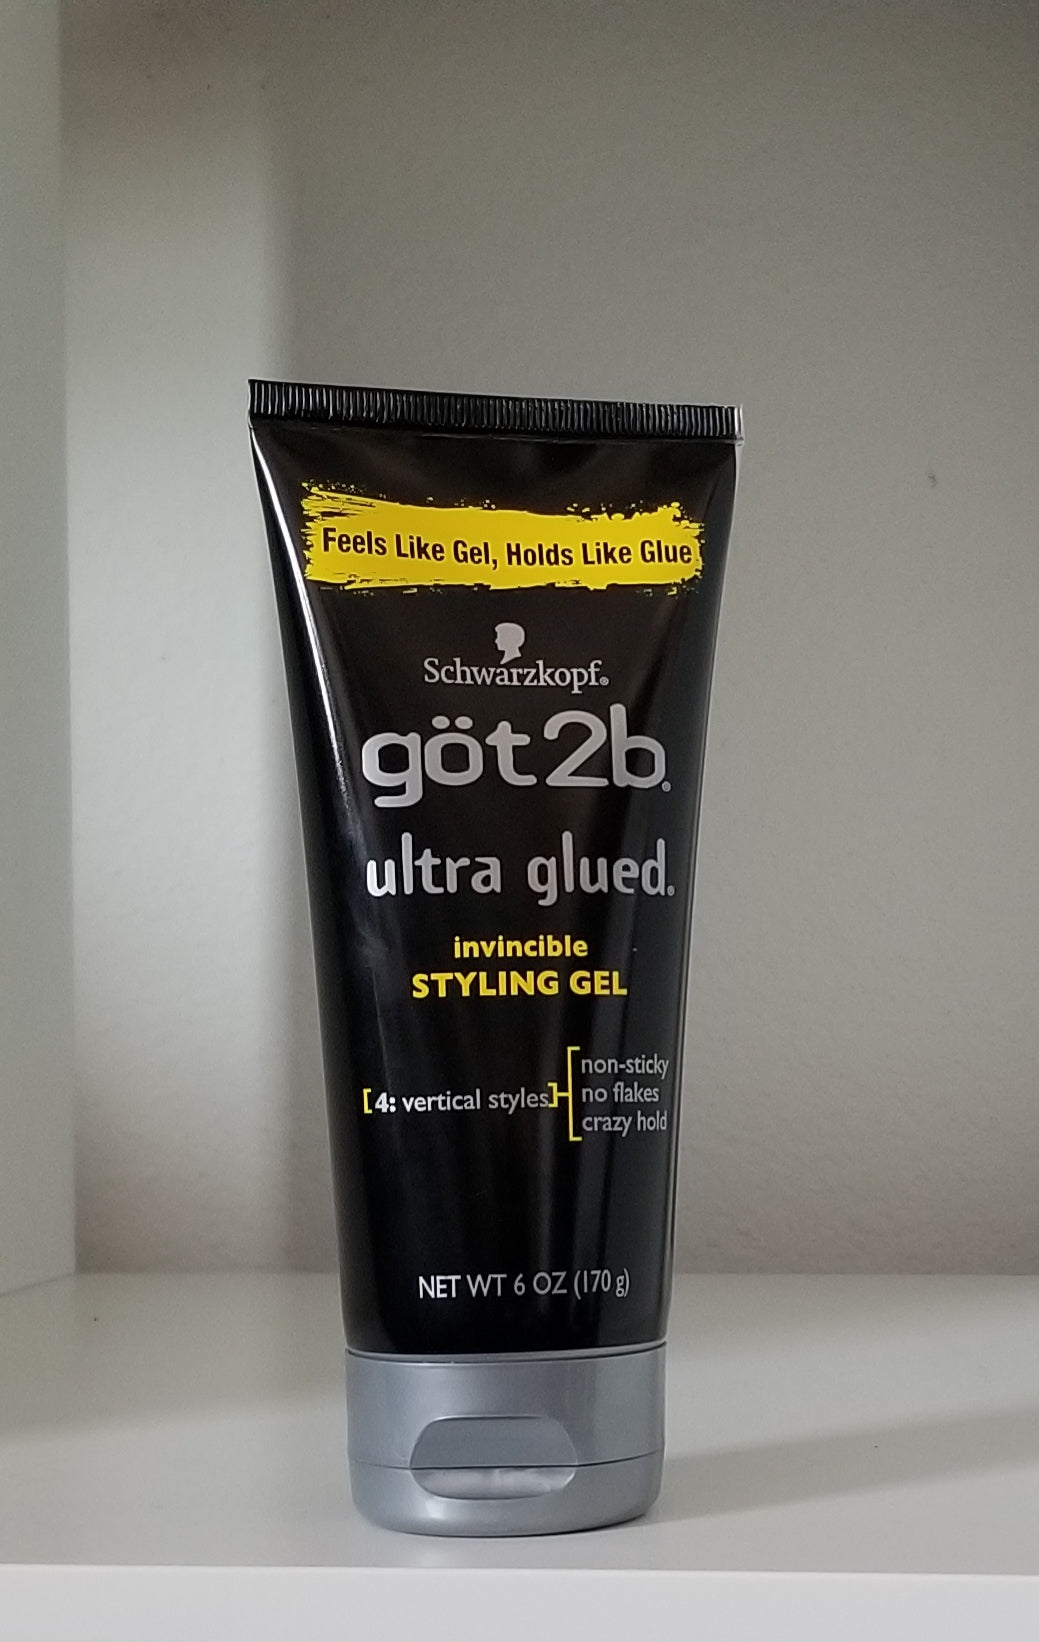 Feels Like Gel, Holds Like Glue
Schwarzkopf®
göt2b®
ultra glued®
invincible
STYLING GEL
[4: vertical styles]
non-sticky
no flakes
crazy hold
NET WT 6 OZ (170 g)